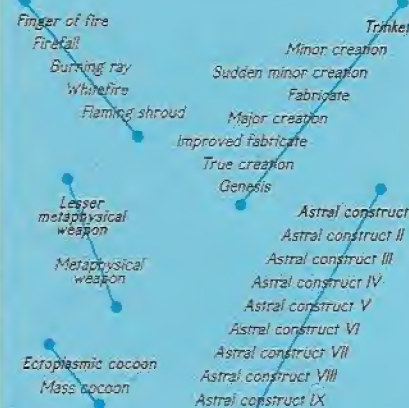 Finger of fire
Firefall
Burning ray
Whitefire
Flaming shroud
Trinket
Minor creation
Sudden minor creation
Fabricate
Major creation
Improved fabricate
True creation
Genesis
Lesser
metaphysical
weapon
Metaphysical
weapon
Ectoplasmic cocoon
Mass cocoon
Astral construct
Astral construct II
Astral construct III
Astral construct IV
Astral construct V
Astral construct VI
Astral construct VII
Astral construct VIII
Astral construct IX